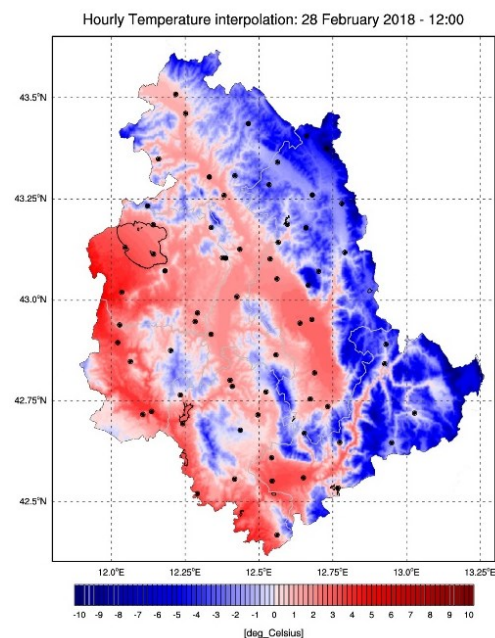 Hourly Temperature interpolation: 28 February 2018 - 12:00
43.5°N
43.25°N
43.0°N
42.75°N
42.5°N
12.0°E 12.25°E 12.5°E 12.75°E 13.0°E 13.25°E
-10 -9 -8 -7 -6 -5 -4 -3 -2 -1 0 1 2 3 4 5 6 7 8 9 10
[deg_Celsius]